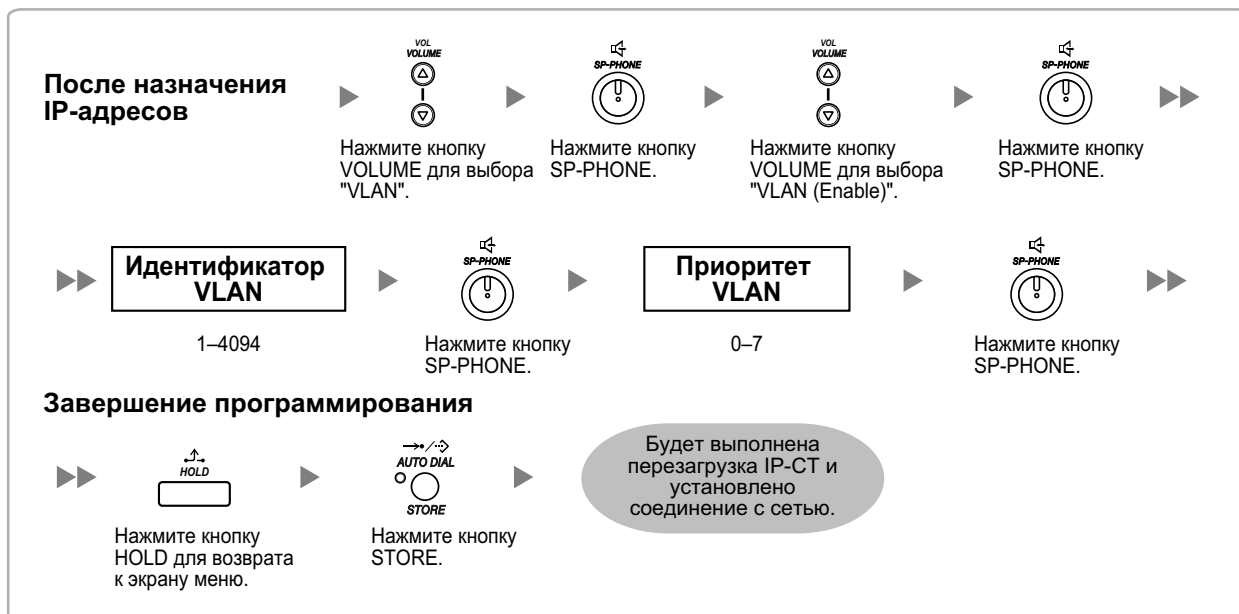 После назначения
IP-адресов
VOL
VOLUME
Нажмите кнопку
VOLUME для выбора
"VLAN".
SP-PHONE
Нажмите кнопку
SP-PHONE.
VOL
VOLUME
Нажмите кнопку
VOLUME для выбора
"VLAN (Enable)".
SP-PHONE
Нажмите кнопку
SP-PHONE.
Идентификатор
VLAN
1–4094
SP-PHONE
Нажмите кнопку
SP-PHONE.
Приоритет
VLAN
0–7
SP-PHONE
Нажмите кнопку
SP-PHONE.
Завершение программирования
HOLD
Нажмите кнопку
HOLD для возврата
к экрану меню.
AUTO DIAL
STORE
Нажмите кнопку
STORE.
Будет выполнена
перезагрузка IP-СТ и
установлено
соединение с сетью.